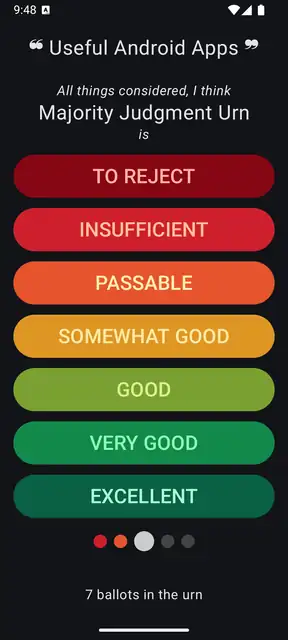 9:48 A
❝ Useful Android Apps ❞
All things considered, I think
Majority Judgment Urn
is
TO REJECT
INSUFFICIENT
PASSABLE
SOMEWHAT GOOD
GOOD
VERY GOOD
EXCELLENT
7 ballots in the urn